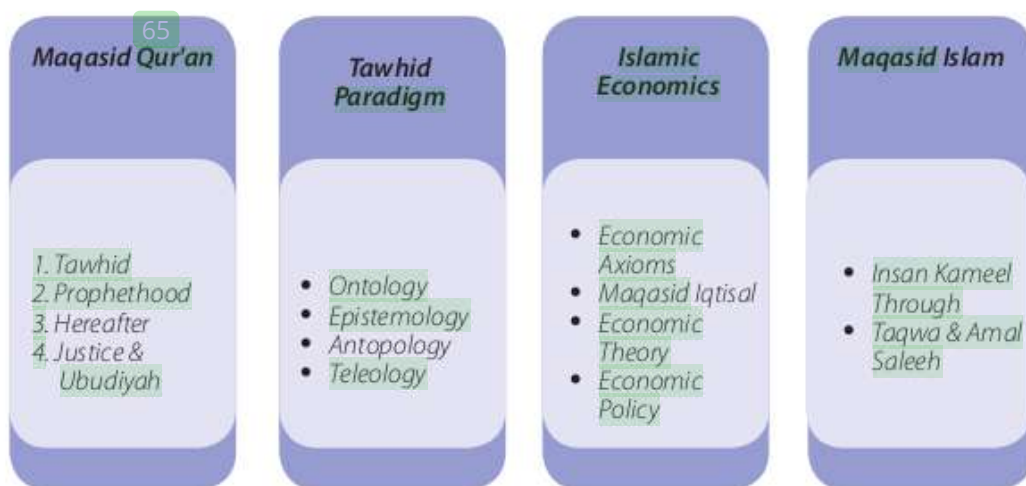 65
Maqasid Qur'an
1. Tawhid
2. Prophethood
3. Hereafter
4. Justice &
Ubudiyah
Tawhid
Paradigm
• Ontology
• Epistemology
• Antopology
• Teleology
Islamic
Economics
• Economic
Axioms
• Maqasid Iqtisal
• Economic
Theory
• Economic
Policy
Maqasid Islam
• Insan Kameel
Through
• Taqwa & Amal
Saleeh